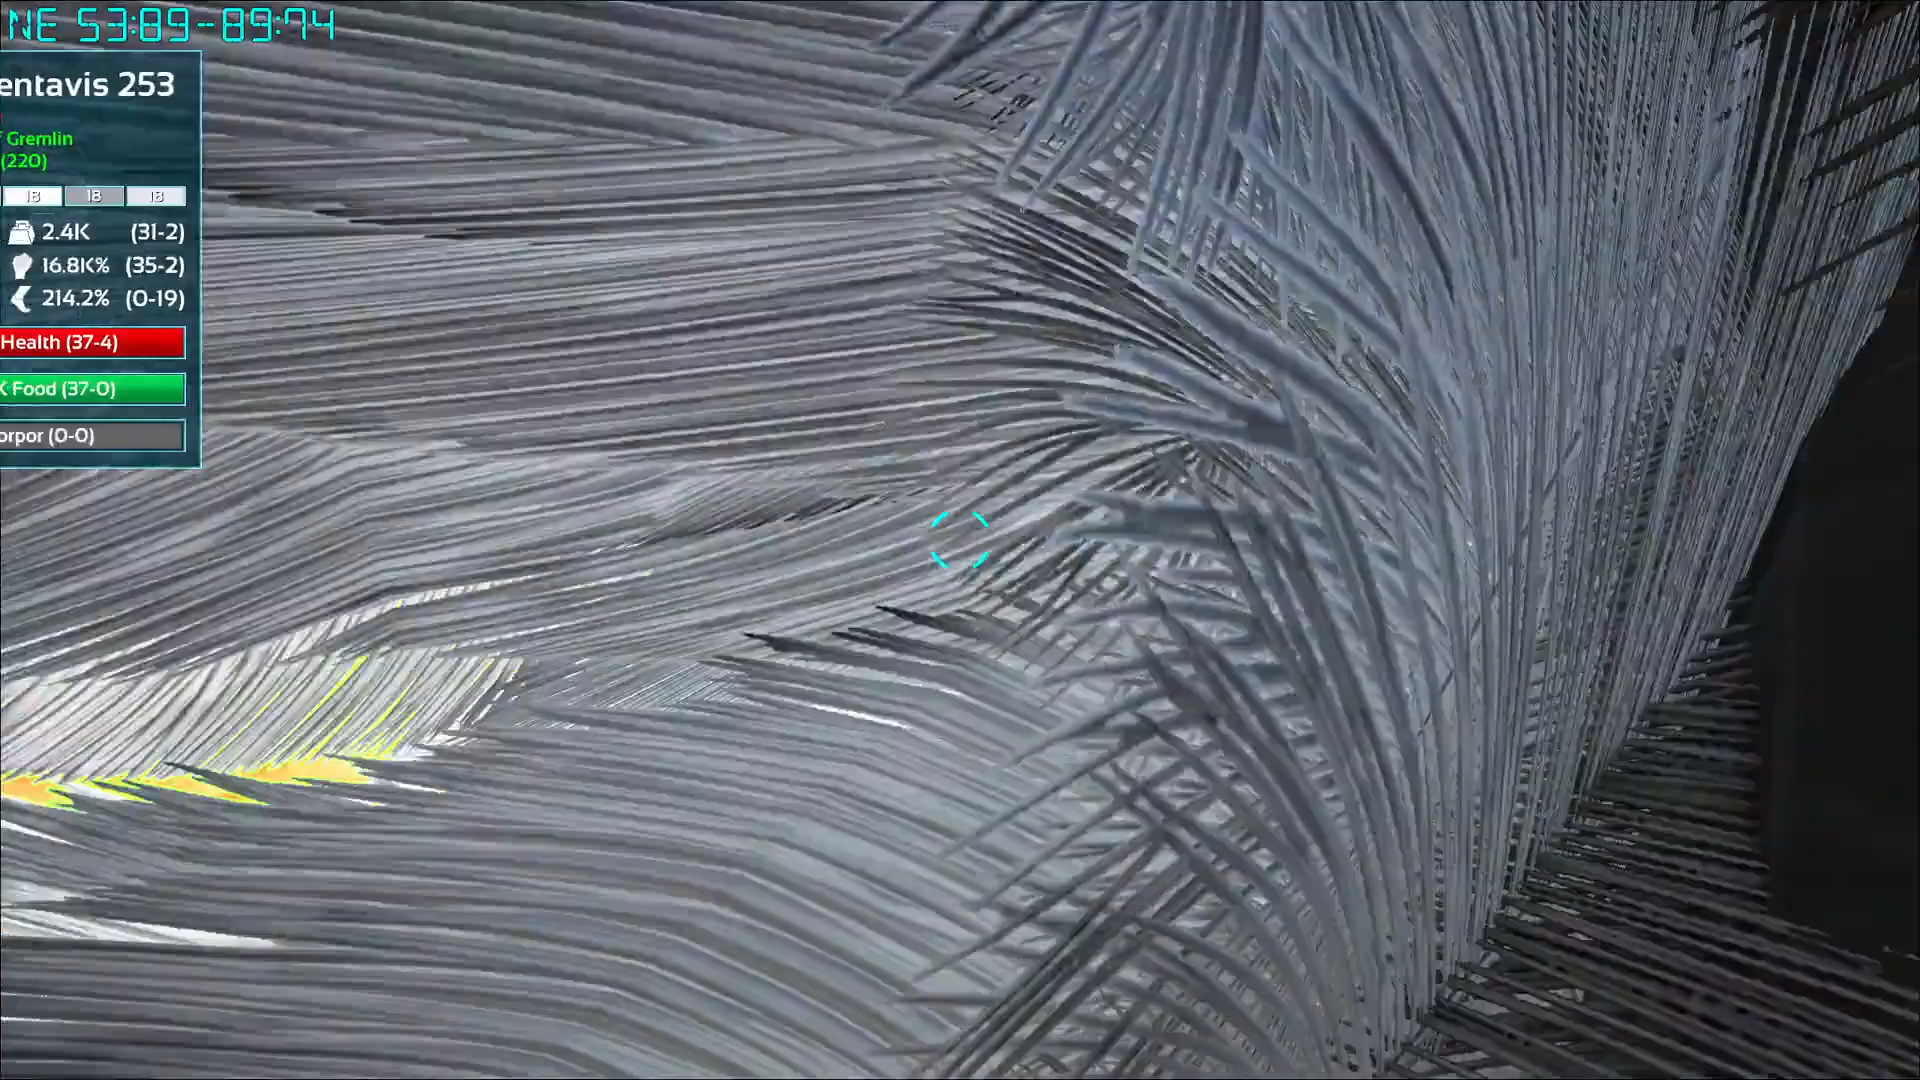 NE 53:89-89:74
entavis 253
f Gremlin
(220)
18 18 18
2.4K (31-2)
16.8K% (35-2)
214.2% (0-19)
Health (37-4)
K Food (37-0)
orpor (0-0)